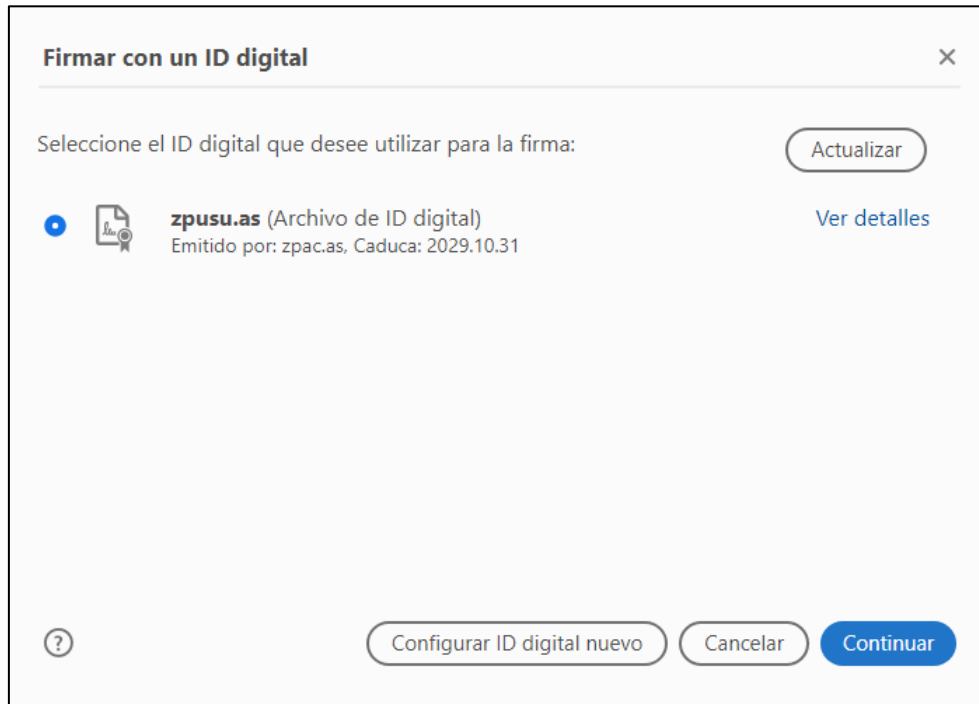 Firmar con un ID digital
Seleccione el ID digital que desee utilizar para la firma:
Actualizar
zpusu.as (Archivo de ID digital)
Ver detalles
Emitido por: zpac.as, Caduca: 2029.10.31
?
Configurar ID digital nuevo
Cancelar
Continuar